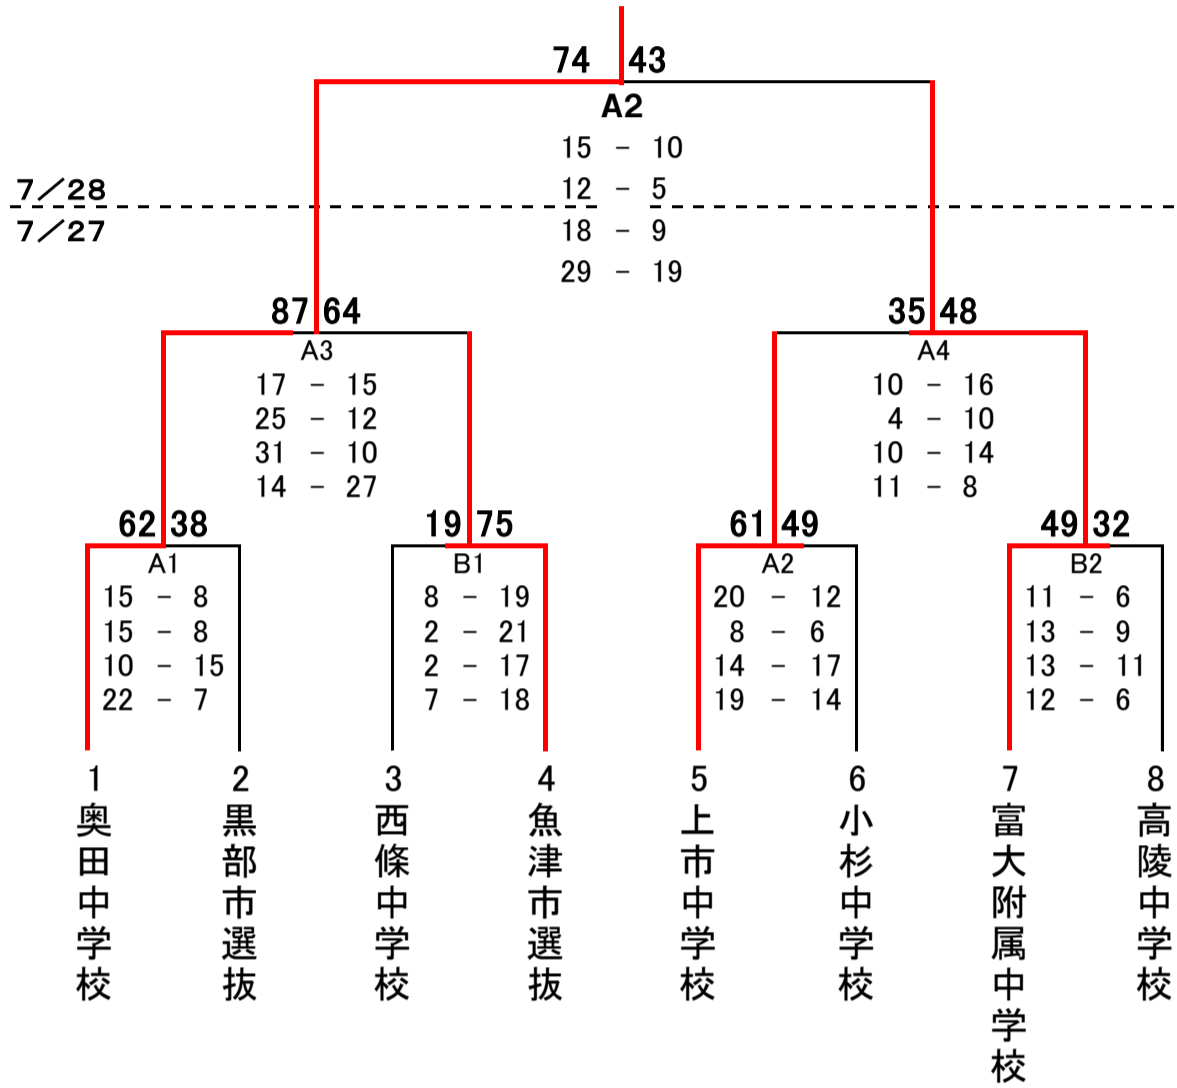 74 43
A2
15 - 10
12 - 5
7/28
7/27
18 - 9
29 - 19
87 64
A3
17 - 15
25 - 12
31 - 10
14 - 27
35 48
A4
10 - 16
4 - 10
10 - 14
11 - 8
62 38
A1
15 - 8
15 - 8
10 - 15
22 - 7
19 75
B1
8 - 19
2 - 21
2 - 17
7 - 18
61 49
A2
20 - 12
8 - 6
14 - 17
19 - 14
49 32
B2
11 - 6
13 - 9
13 - 11
12 - 6
1
奥田中学校
2
黒部市選抜
3
西條中学校
4
魚津市選抜
5
上市中学校
6
小杉中学校
7
富大附属中学校
8
高陵中学校